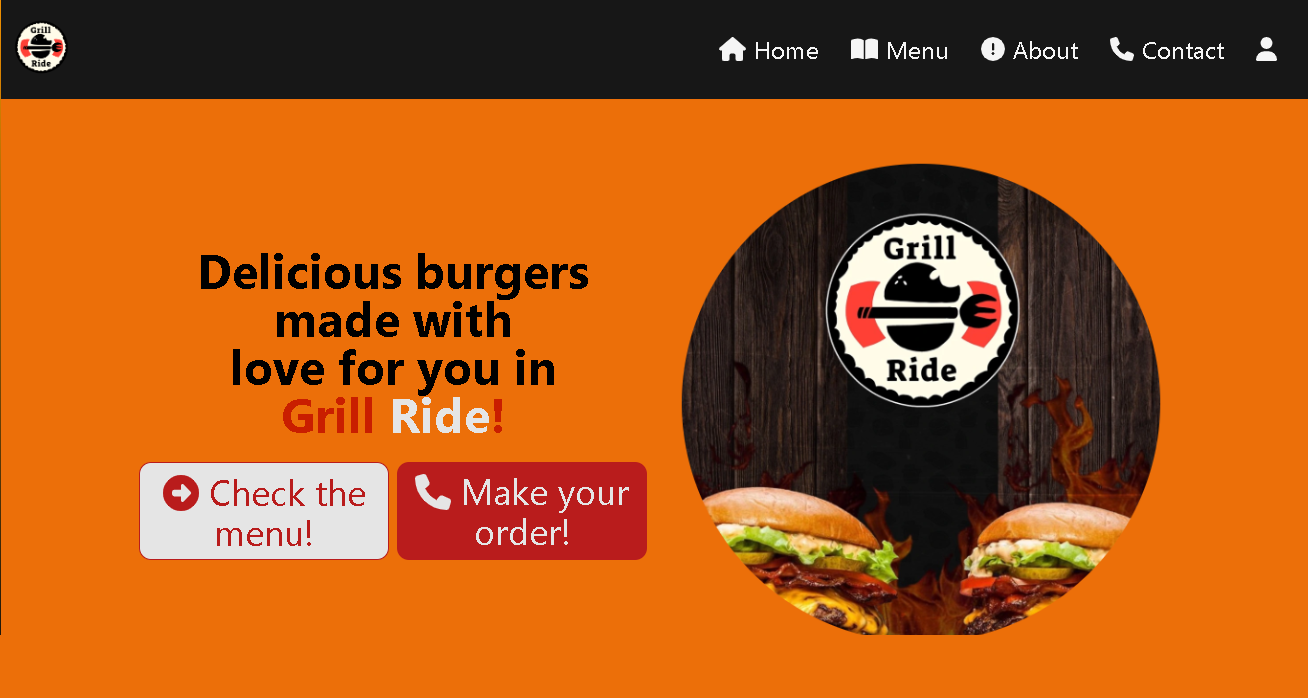 Grill
Ride
Home
Menu
About
Contact
Delicious burgers
made with
love for you in
Grill Ride!
Check the
menu!
Make your
order!
Grill
Ride